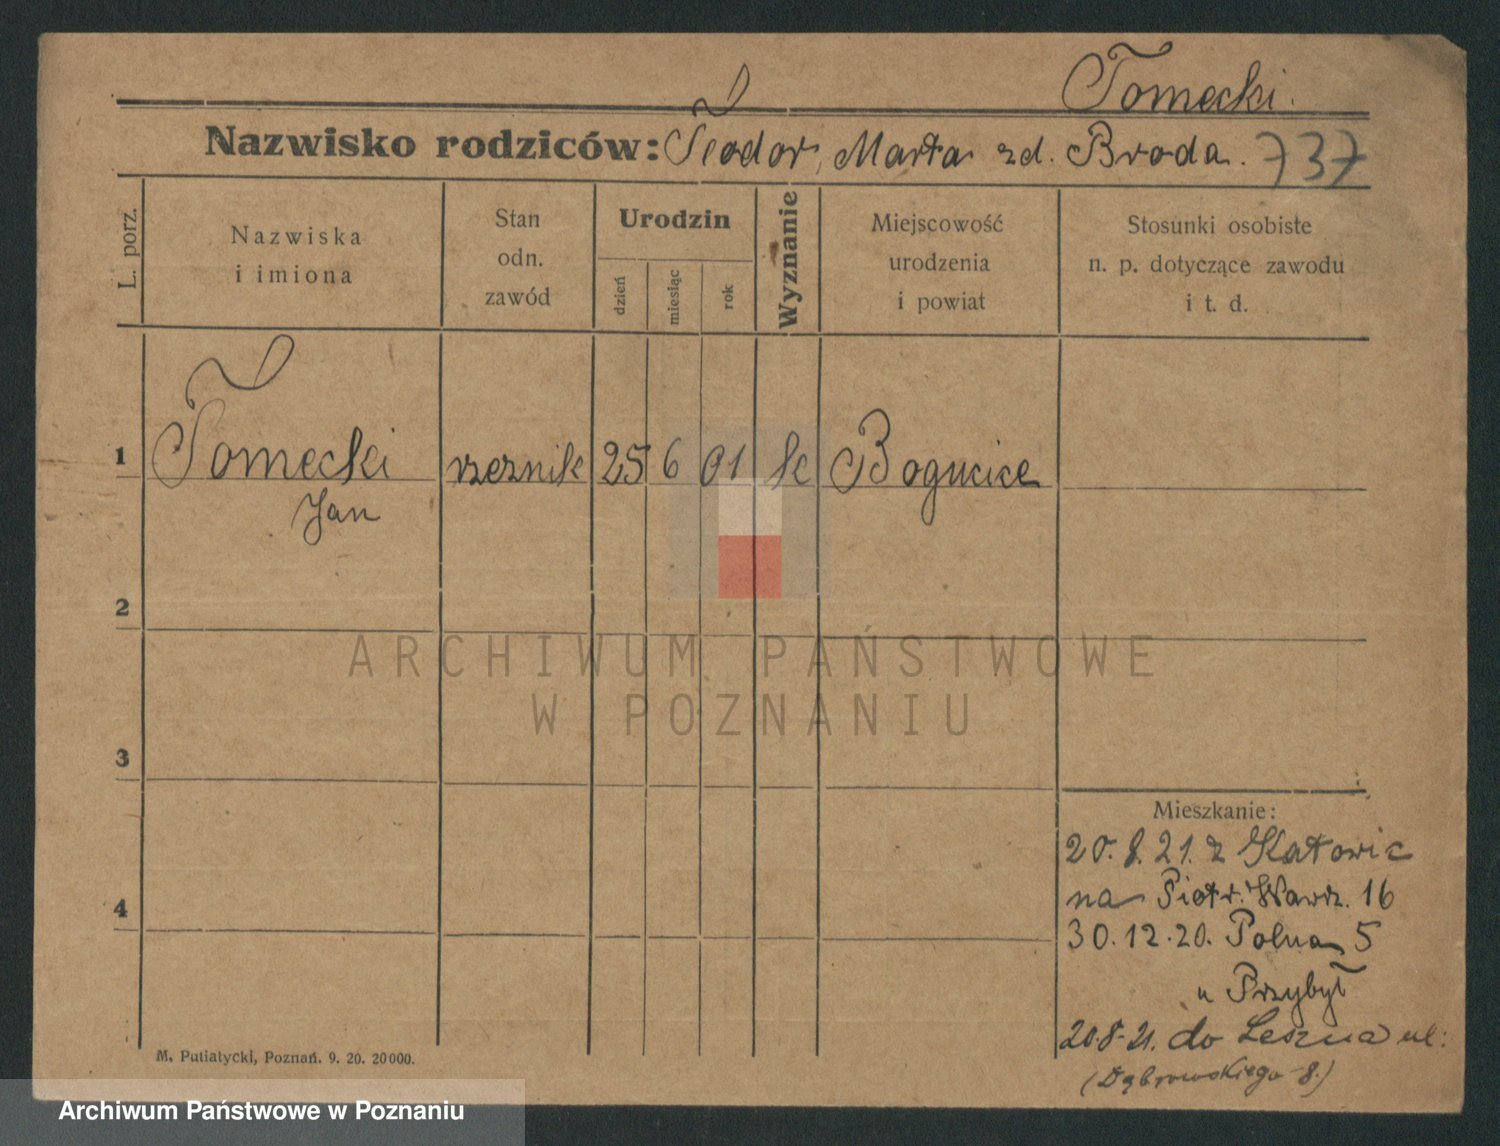 Tomecki.
Nazwisko rodziców: Teodor, Marta zd. Broda. 737
L. porz.
Nazwiska
i imiona
Stan
odn.
zawód
Urodzin
dzień
miesiąc
rok
Wyznanie
Miejscowość
urodzenia
i powiat
Stosunki osobiste
n. p. dotyczące zawodu
i t. d.
1 Tomecki rzeznik 25 6 01 k Bogucice
Jan
2
ARCHIWUM PAŃSTWOWE
W POZNANIU
3
Mieszkanie:
20.8.21. z Katowic
na Piotr. Wawrz. 16
4
30.12.20. Polna 5
u Przybył
20.8.21. do Leszna ul:
(Dąbrowskiego 8.)
M. Putiatycki, Poznań. 9. 20. 20000.
Archiwum Państwowe w Poznaniu